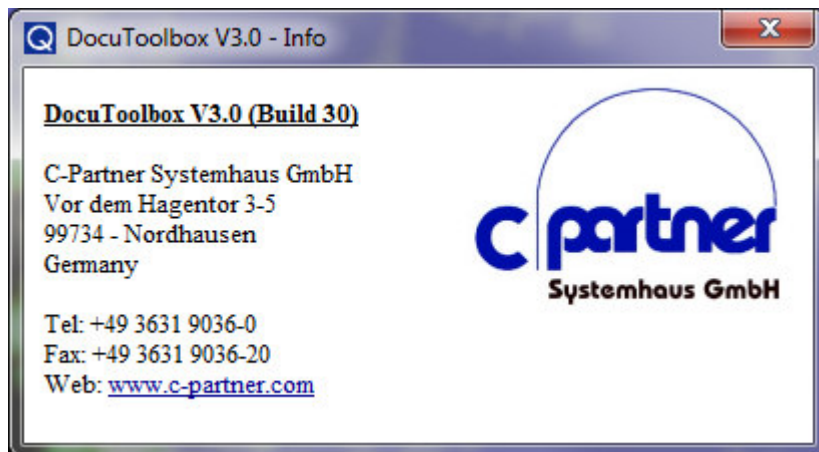 DocuToolbox V3.0 - Info
DocuToolbox V3.0 (Build 30)
C-Partner Systemhaus GmbH
Vor dem Hagentor 3-5
99734 - Nordhausen
Germany
Tel: +49 3631 9036-0
Fax: +49 3631 9036-20
Web: www.c-partner.com
c partner
Systemhaus GmbH